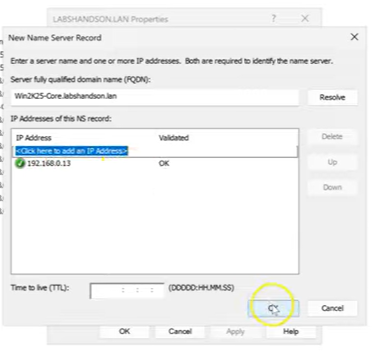 LABSHANDSON.LAN Properties
New Name Server Record
Enter a server name and one or more IP addresses. Both are required to identify the name server.
Server fully qualified domain name (FQDN):
Win2K25-Core.labshandson.lan
Resolve
IP Addresses of this NS record:
IP Address Validated
Delete
<Click here to add an IP Address>
192.168.0.13 OK
Up
Down
Time to live (TTL): : : : (DDDDD:HH.MM.SS)
Cancel
OK Cancel Apply Help